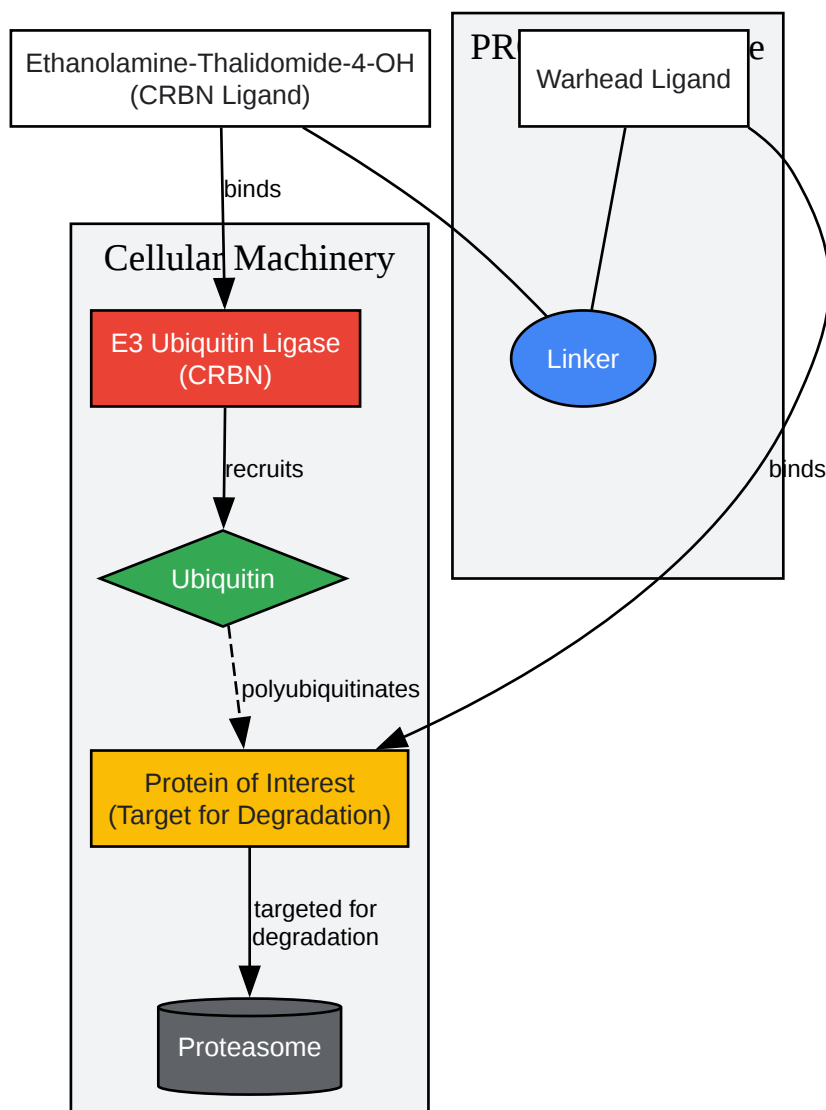 Ethanolamine-Thalidomide-4-OH
(CRBN Ligand)
Warhead Ligand
binds
Cellular Machinery
E3 Ubiquitin Ligase
(CRBN)
Linker
recruits
binds
Ubiquitin
polyubiquitinates
Protein of Interest
(Target for Degradation)
targeted for
degradation
Proteasome